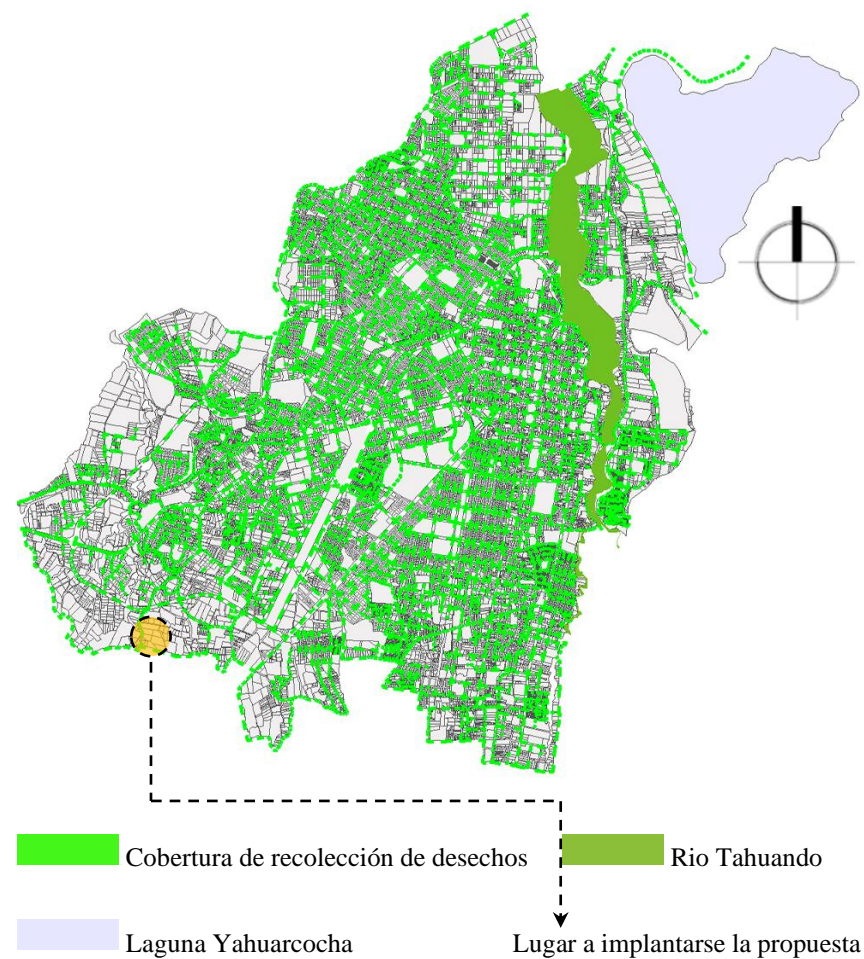 Cobertura de recolección de desechos
Rio Tahuando
Laguna Yahuarcocha
Lugar a implantarse la propuesta